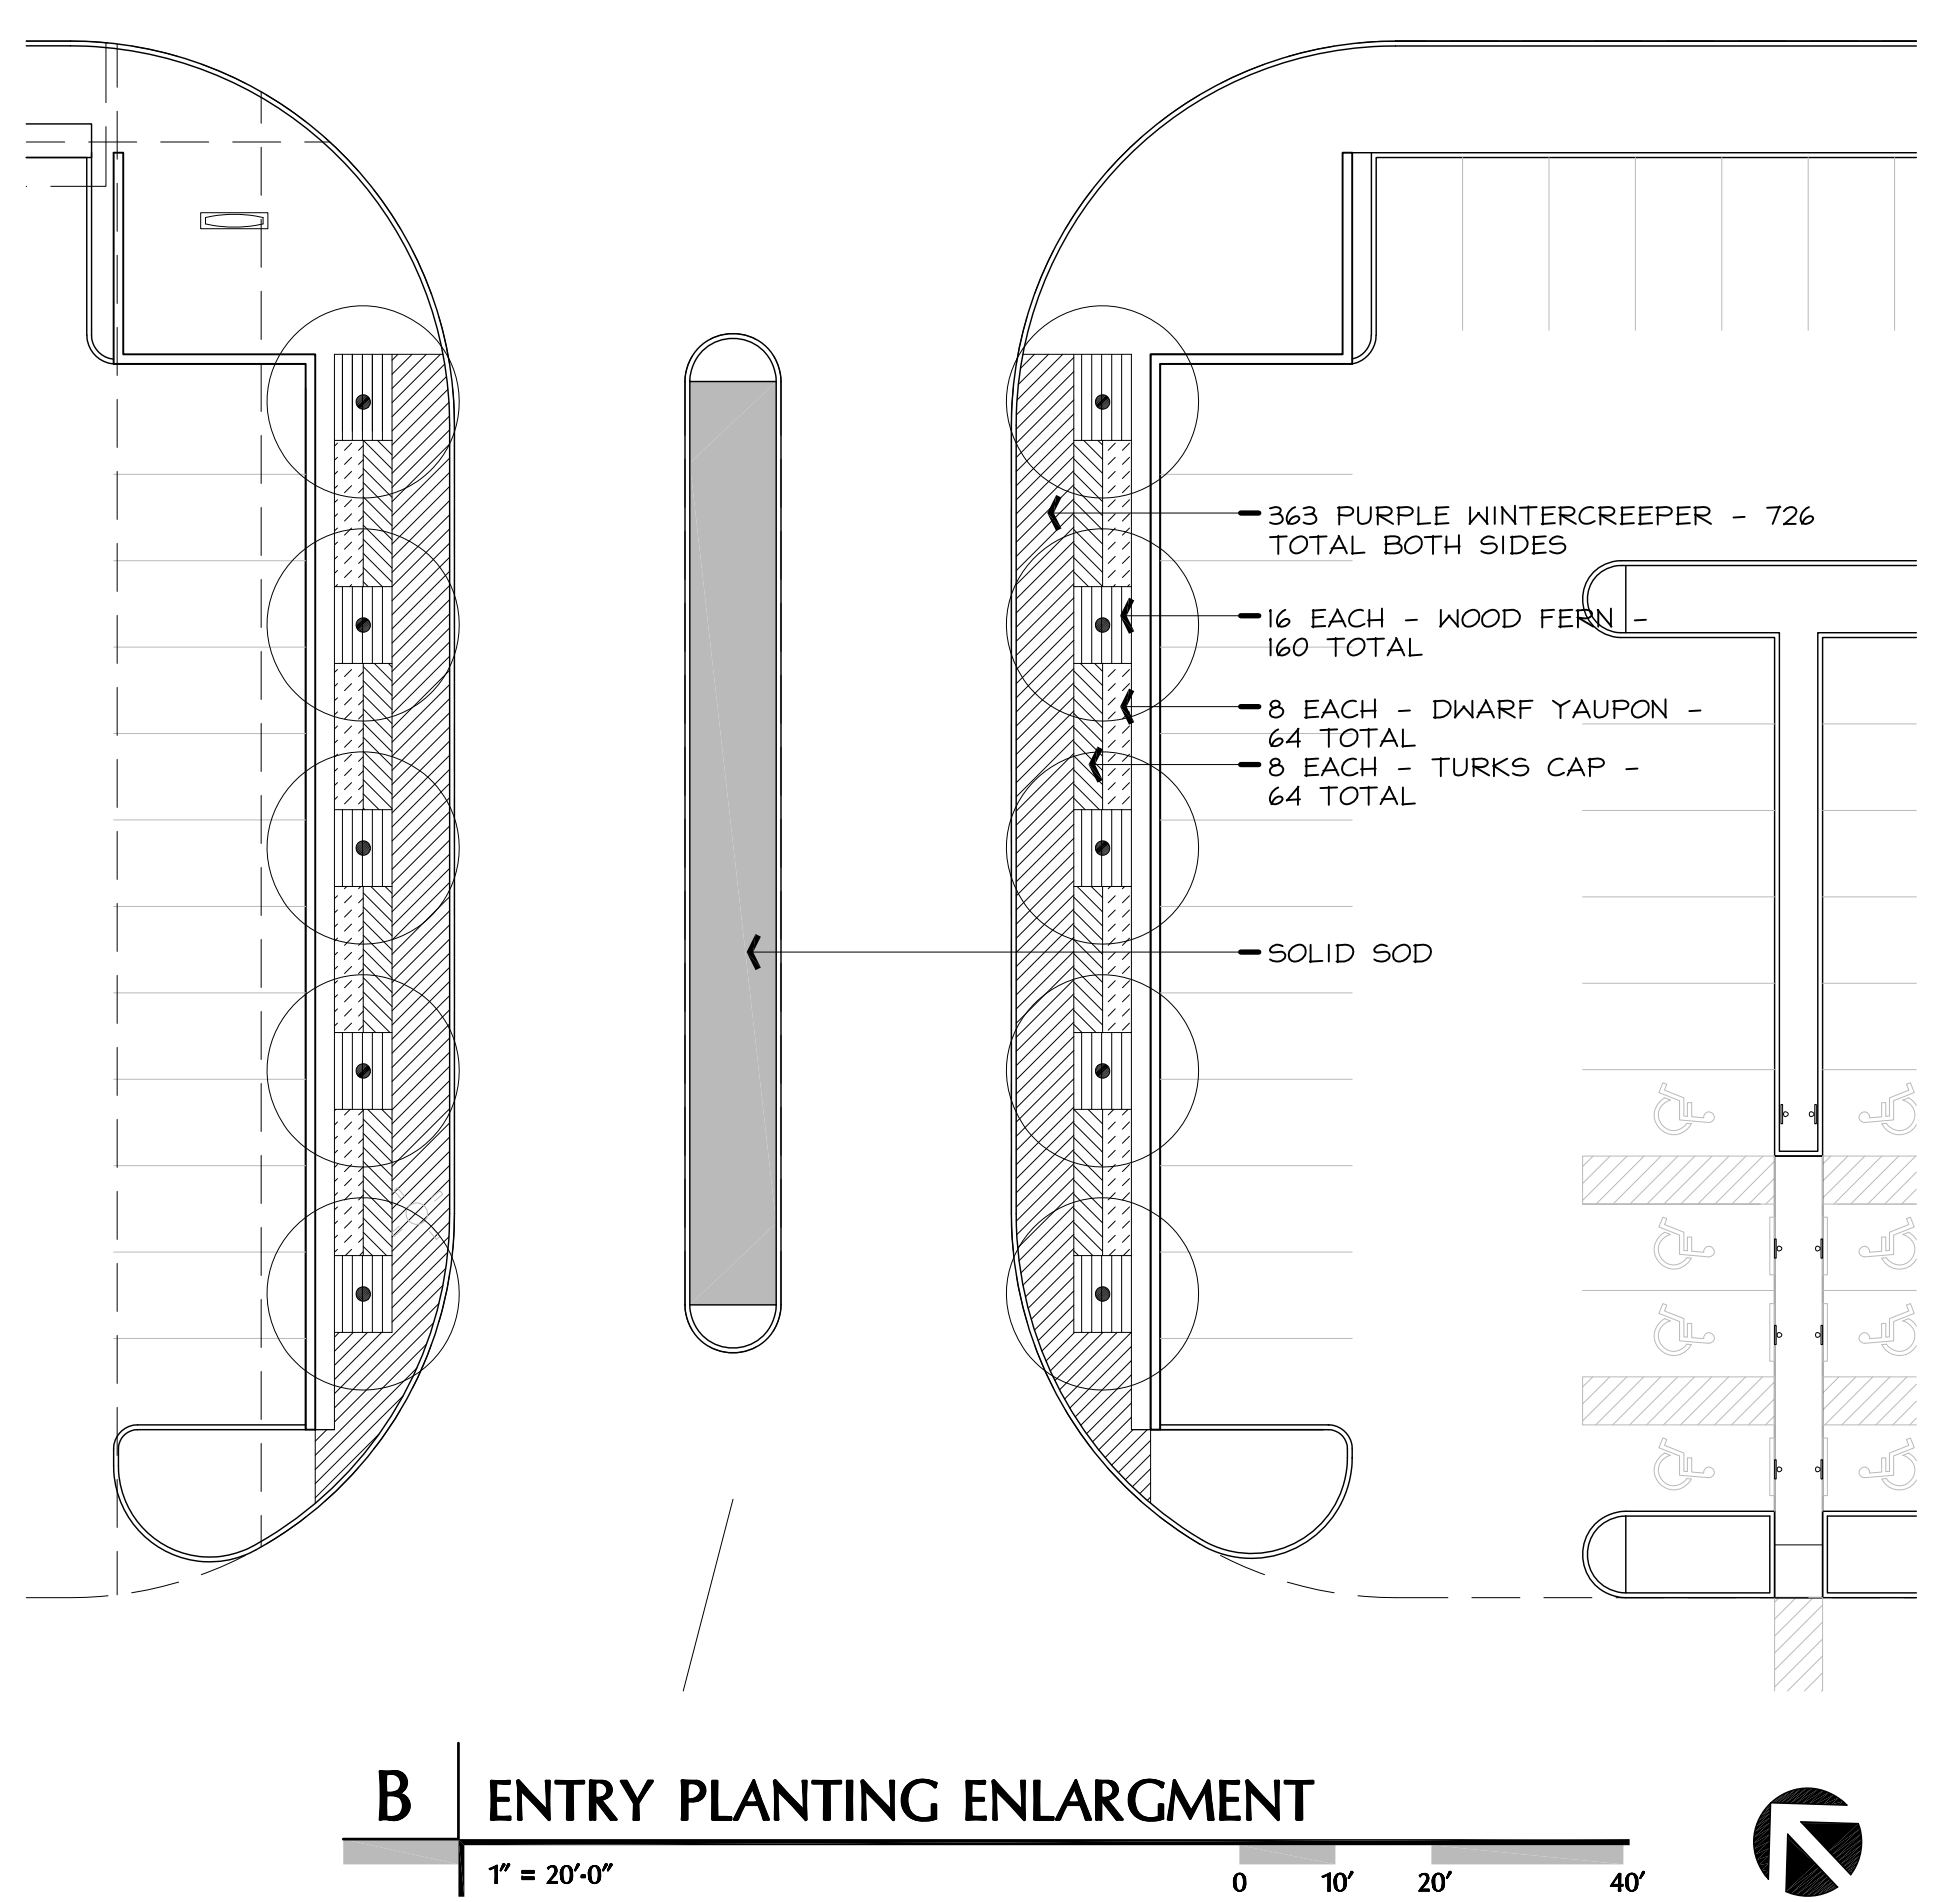 363 PURPLE WINTERCREEPER - 726
TOTAL BOTH SIDES
16 EACH - WOOD FERN -
160 TOTAL
8 EACH - DWARF YAUPON -
64 TOTAL
8 EACH - TURKS CAP -
64 TOTAL
SOLID SOD
B ENTRY PLANTING ENLARGMENT
1" = 20'-0"
0 10' 20' 40'